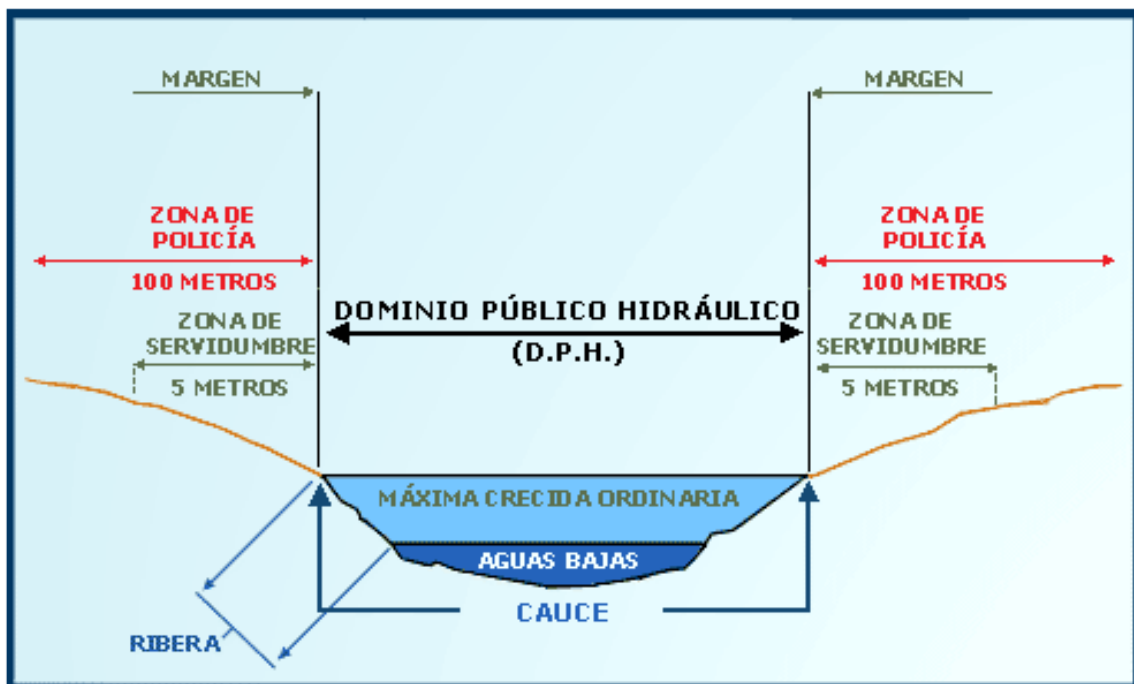 MARGEN
MARGEN
ZONA DE
POLICÍA
100 METROS
ZONA DE
POLICÍA
100 METROS
DOMINIO PÚBLICO HIDRÁULICO
(D.P.H.)
ZONA DE
SERVIDUMBRE
5 METROS
ZONA DE
SERVIDUMBRE
5 METROS
MÁXIMA CRECIDA ORDINARIA
AGUAS BAJAS
CAUCE
RIBERA